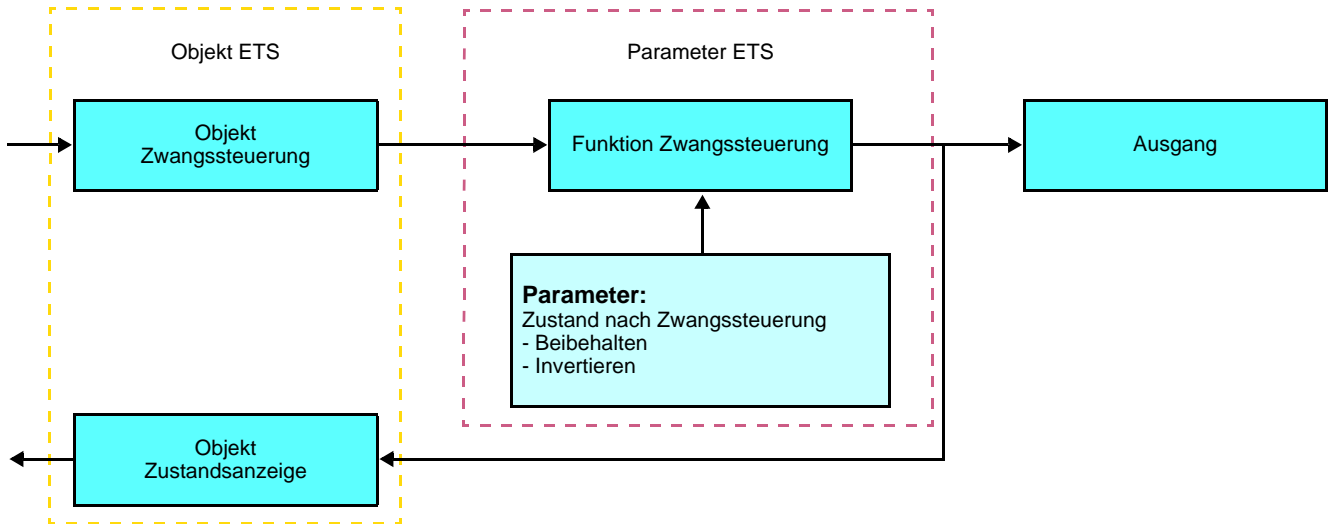 Objekt ETS
Parameter ETS
Objekt
Zwangssteuerung
Funktion Zwangssteuerung
Ausgang
Parameter:
Zustand nach Zwangssteuerung
- Beibehalten
- Invertieren
Objekt
Zustandsanzeige